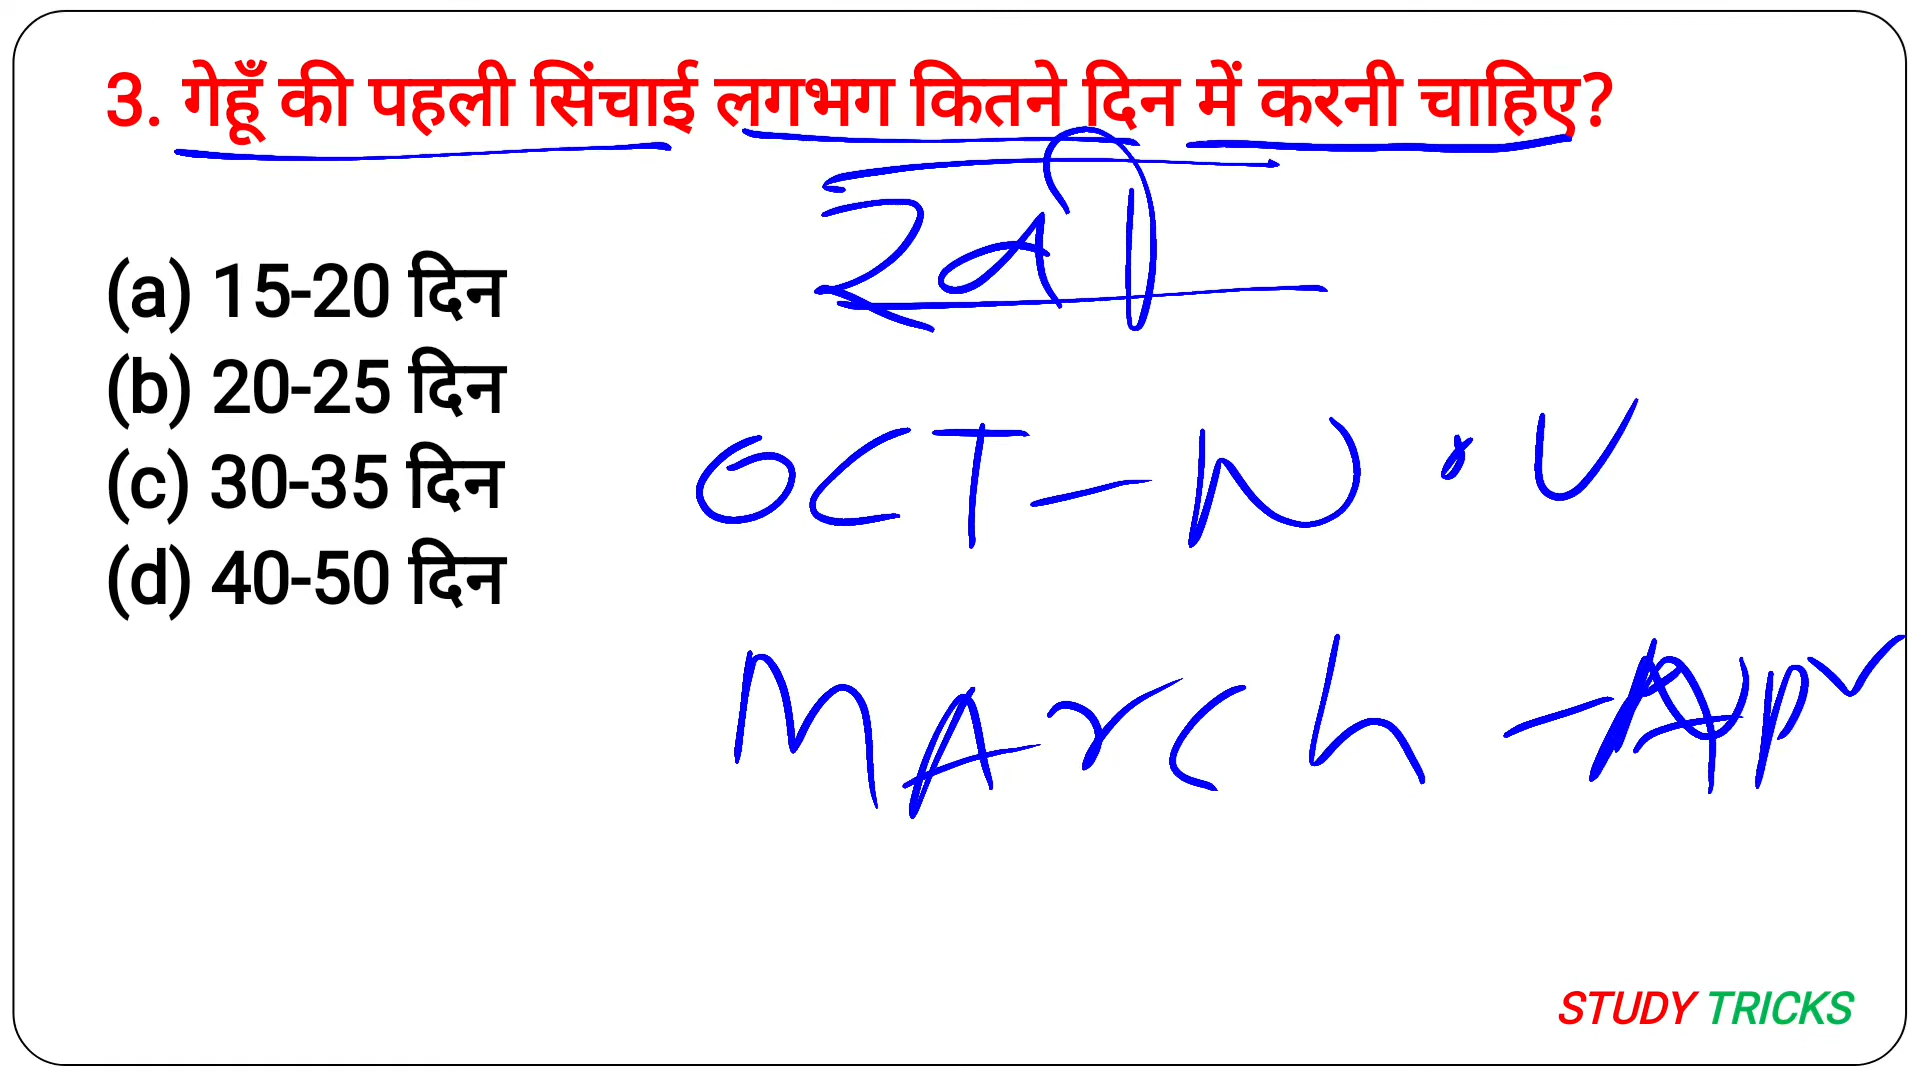 3. गेहूँ की पहली सिंचाई लगभग कितने दिन में करनी चाहिए?
(a) 15-20 दिन
(b) 20-25 दिन
(c) 30-35 दिन
(d) 40-50 दिन
OCT - NOV
MArch - Apr
STUDY TRICKS